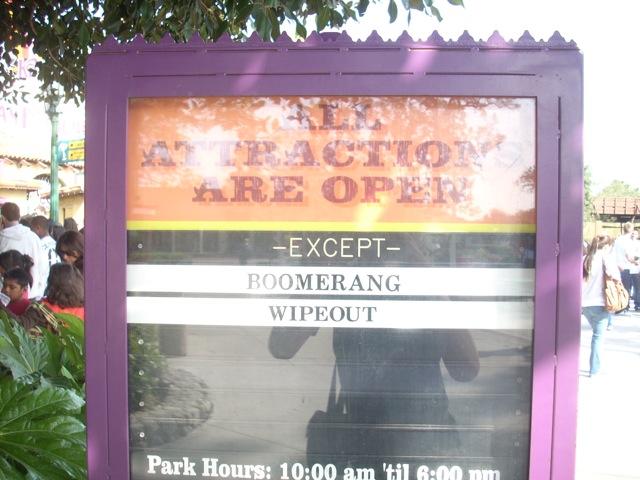 ALL
ATTRACTIONS
ARE OPEN
-EXCEPT-
BOOMERANG
WIPEOUT
Park Hours: 10:00 am 'til 6:00 pm